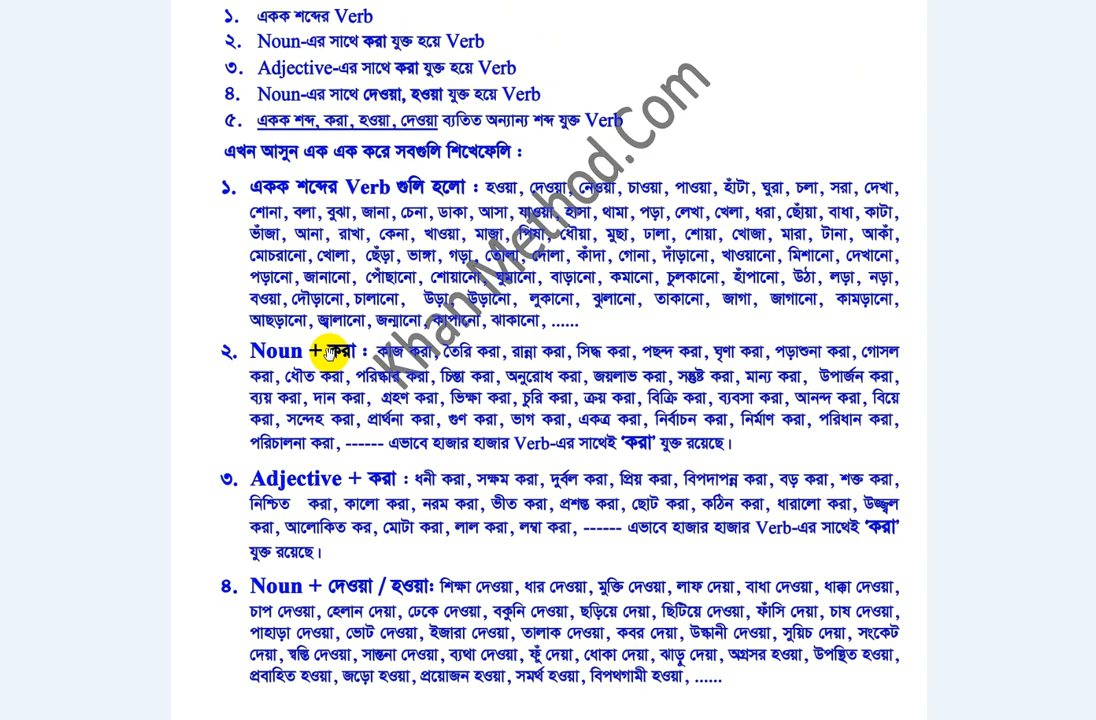 ১. একক শব্দের Verb
২. Noun-এর সাথে করা যুক্ত হয়ে Verb
৩. Adjective-এর সাথে করা যুক্ত হয়ে Verb
৪. Noun-এর সাথে দেওয়া, হওয়া যুক্ত হয়ে Verb
৫. একক শব্দ, করা, হওয়া, দেওয়া ব্যতিত অন্যান্য শব্দ যুক্ত Verb
এখন আসুন এক এক করে সবগুলি শিখেফেলি :
১. একক শব্দের Verb গুলি হলো : হওয়া, দেওয়া, নেওয়া, চাওয়া, পাওয়া, হাঁটা, ঘুরা, চলা, সরা, দেখা,
শোনা, বলা, বুঝা, জানা, চেনা, ডাকা, আসা, যাওয়া, হাসা, থামা, পড়া, লেখা, খেলা, ধরা, ছোঁয়া, বাধা, কাটা,
ভাঁজা, আনা, রাখা, কেনা, খাওয়া, মাজা, পিষা, ধৌয়া, মুছা, ঢালা, শোয়া, খোজা, মারা, টানা, আকাঁ,
মোচরানো, খোলা, ছেঁড়া, ভাঙ্গা, গড়া, তোলা, দোলা, কাঁদা, গোনা, দাঁড়ানো, খাওয়ানো, মিশানো, দেখানো,
পড়ানো, জানানো, পৌঁছানো, শোয়ানো, ঘুমানো, বাড়ানো, কমানো, চুলকানো, হাঁপানো, উঠা, লড়া, নড়া,
বওয়া, দৌড়ানো, চালানো, উড়া, উড়ানো, লুকানো, ঝুলানো, তাকানো, জাগা, জাগানো, কামড়ানো,
আছড়ানো, জ্বালানো, জন্মানো, কাপানো, ঝাকানো, ......
২. Noun + করা : কাজ করা, তৈরি করা, রান্না করা, সিদ্ধ করা, পছন্দ করা, ঘৃণা করা, পড়াশুনা করা, গোসল
করা, ধৌত করা, পরিষ্কার করা, চিন্তা করা, অনুরোধ করা, জয়লাভ করা, সন্তুষ্ট করা, মান্য করা, উপার্জন করা,
ব্যয় করা, দান করা, গ্রহণ করা, ভিক্ষা করা, চুরি করা, ক্রয় করা, বিক্রি করা, ব্যবসা করা, আনন্দ করা, বিয়ে
করা, সন্দেহ করা, প্রার্থনা করা, গুণ করা, ভাগ করা, একত্র করা, নির্বাচন করা, নির্মাণ করা, পরিধান করা,
পরিচালনা করা, ------ এভাবে হাজার হাজার Verb-এর সাথেই ‘করা’ যুক্ত রয়েছে।
৩. Adjective + করা : ধনী করা, সক্ষম করা, দুর্বল করা, প্রিয় করা, বিপদাপন্ন করা, বড় করা, শক্ত করা,
নিশ্চিত করা, কালো করা, নরম করা, ভীত করা, প্রশস্ত করা, ছোট করা, কঠিন করা, ধারালো করা, উজ্জ্বল
করা, আলোকিত কর, মোটা করা, লাল করা, লম্বা করা, ------ এভাবে হাজার হাজার Verb-এর সাথেই ‘করা’
যুক্ত রয়েছে।
৪. Noun + দেওয়া / হওয়া: শিক্ষা দেওয়া, ধার দেওয়া, মুক্তি দেওয়া, লাফ দেয়া, বাধা দেওয়া, ধাক্কা দেওয়া,
চাপ দেওয়া, হেলান দেয়া, ঢেকে দেওয়া, বকুনি দেওয়া, ছড়িয়ে দেয়া, ছিটিয়ে দেওয়া, ফাঁসি দেয়া, চাষ দেওয়া,
পাহাড়া দেওয়া, ভোট দেওয়া, ইজারা দেওয়া, তালাক দেওয়া, কবর দেয়া, উস্কানী দেওয়া, সুয়িচ দেয়া, সংকেট
দেয়া, স্বস্তি দেওয়া, সান্তনা দেওয়া, ব্যথা দেওয়া, ফূঁ দেয়া, ধোকা দেয়া, ঝাড়ু দেয়া, অগ্রসর হওয়া, উপস্থিত হওয়া,
প্রবাহিত হওয়া, জড়ো হওয়া, প্রয়োজন হওয়া, সমর্থ হওয়া, বিপথগামী হওয়া, ......
Khan Method.Com